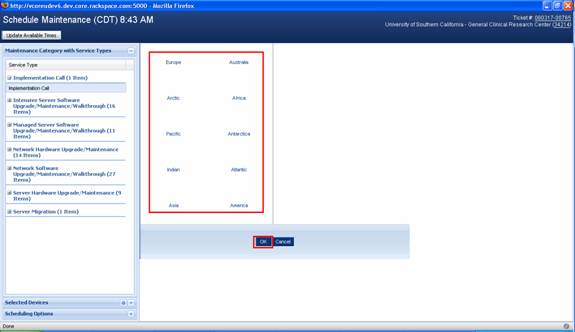 http://vcoreudev6.dev.core.rackspace.com:5000 - Mozilla Firefox
Schedule Maintenance (CDT) 8:43 AM
Ticket #: 080317-00765
University of Southern California - General Clinical Research Center (34214)
Update Available Times
Maintenance Category with Service Types
Service Type
Implementation Call (1 Item)
Implementation Call
Intensive Server Software
Upgrade/Maintenance/Walkthrough (16
Items)
Managed Server Software
Upgrade/Maintenance/Walkthrough (11
Items)
Network Hardware Upgrade/Maintenance
(14 Items)
Network Software
Upgrade/Maintenance/Walkthrough (27
Items)
Server Hardware Upgrade/Maintenance (9
Items)
Server Migration (1 Item)
Europe Australia
Arctic Africa
Pacific Antarctica
Indian Atlantic
Asia America
OK Cancel
Selected Devices
Scheduling Options
Done